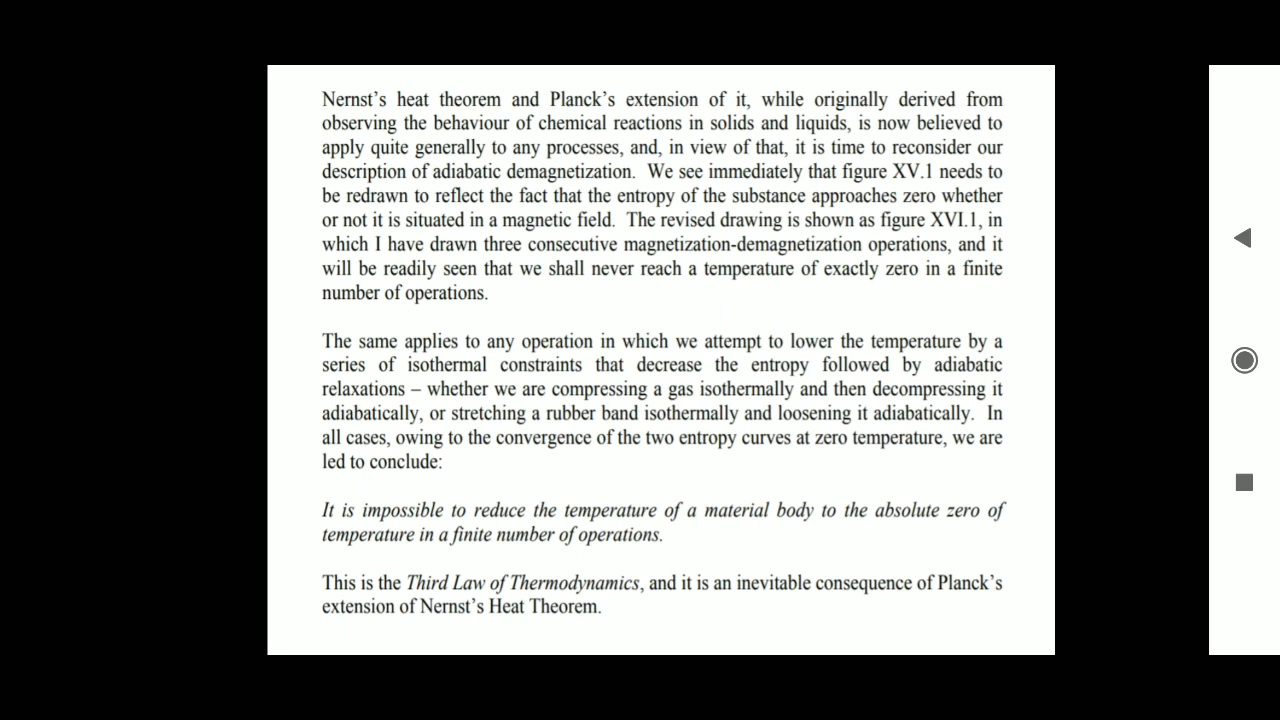 Nernst's heat theorem and Planck's extension of it, while originally derived from
observing the behaviour of chemical reactions in solids and liquids, is now believed to
apply quite generally to any processes, and, in view of that, it is time to reconsider our
description of adiabatic demagnetization. We see immediately that figure XV.1 needs to
be redrawn to reflect the fact that the entropy of the substance approaches zero whether
or not it is situated in a magnetic field. The revised drawing is shown as figure XVI.1, in
which I have drawn three consecutive magnetization-demagnetization operations, and it
will be readily seen that we shall never reach a temperature of exactly zero in a finite
number of operations.
The same applies to any operation in which we attempt to lower the temperature by a
series of isothermal constraints that decrease the entropy followed by adiabatic
relaxations – whether we are compressing a gas isothermally and then decompressing it
adiabatically, or stretching a rubber band isothermally and loosening it adiabatically. In
all cases, owing to the convergence of the two entropy curves at zero temperature, we are
led to conclude:
It is impossible to reduce the temperature of a material body to the absolute zero of
temperature in a finite number of operations.
This is the Third Law of Thermodynamics, and it is an inevitable consequence of Planck's
extension of Nernst's Heat Theorem.